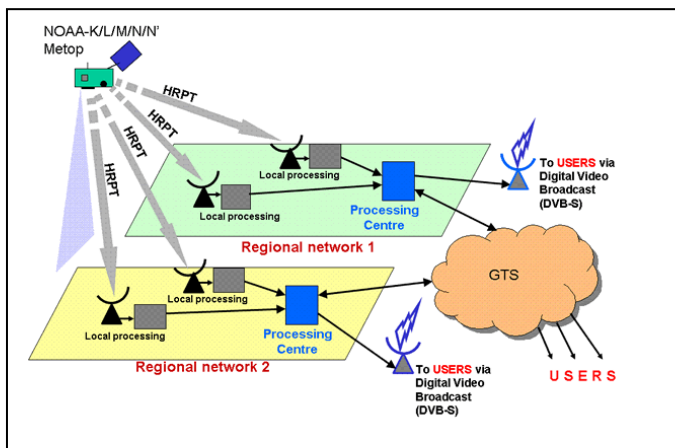 NOAA-K/L/M/N/N'
Metop
HRPT
HRPT
HRPT
HRPT
Local processing
Local processing
Processing
Centre
To USERS via
Digital Video
Broadcast
(DVB-S)
Regional network 1
GTS
Local processing
Local processing
Processing
Centre
Regional network 2
To USERS via
Digital Video
Broadcast
(DVB-S)
USERS